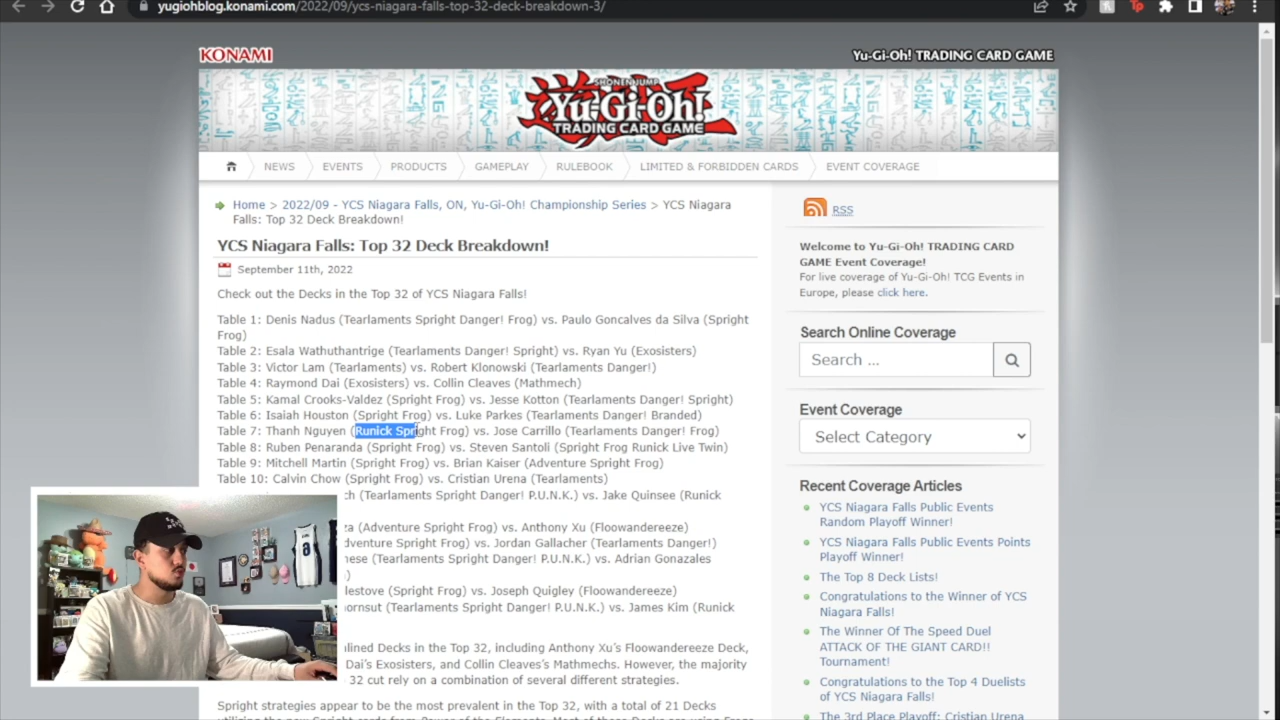 yugiohblog.konami.com/2022/09/ycs-niagara-falls-top-32-deck-breakdown-3/
KONAMI
Yu-Gi-Oh! TRADING CARD GAME
SHONEN JUMP
Yu-Gi-Oh!
TRADING CARD GAME
NEWS
EVENTS
PRODUCTS
GAMEPLAY
RULEBOOK
LIMITED & FORBIDDEN CARDS
EVENT COVERAGE
Home > 2022/09 - YCS Niagara Falls, ON, Yu-Gi-Oh! Championship Series > YCS Niagara
Falls: Top 32 Deck Breakdown!
YCS Niagara Falls: Top 32 Deck Breakdown!
September 11th, 2022
Check out the Decks in the Top 32 of YCS Niagara Falls!
Table 1: Denis Nadus (Tearlaments Spright Danger! Frog) vs. Paulo Goncalves da Silva (Spright
Frog)
Table 2: Esala Wathuthantrige (Tearlaments Danger! Spright) vs. Ryan Yu (Exosisters)
Table 3: Victor Lam (Tearlaments) vs. Robert Klonowski (Tearlaments Danger!)
Table 4: Raymond Dai (Exosisters) vs. Collin Cleaves (Mathmech)
Table 5: Kamal Crooks-Valdez (Spright Frog) vs. Jesse Kotton (Tearlaments Danger! Spright)
Table 6: Isaiah Houston (Spright Frog) vs. Luke Parkes (Tearlaments Danger! Branded)
Table 7: Thanh Nguyen (Runick Spright Frog) vs. Jose Carrillo (Tearlaments Danger! Frog)
Table 8: Ruben Penaranda (Spright Frog) vs. Steven Santoli (Spright Frog Runick Live Twin)
Table 9: Mitchell Martin (Spright Frog) vs. Brian Kaiser (Adventure Spright Frog)
Table 10: Calvin Chow (Spright Frog) vs. Cristian Urena (Tearlaments)
ch (Tearlaments Spright Danger! P.U.N.K.) vs. Jake Quinsee (Runick
za (Adventure Spright Frog) vs. Anthony Xu (Floowandereeze)
dventure Spright Frog) vs. Jordan Gallacher (Tearlaments Danger!)
nese (Tearlaments Spright Danger! P.U.N.K.) vs. Adrian Gonzales
)
lestove (Spright Frog) vs. Joseph Quigley (Floowandereeze)
ornsut (Tearlaments Spright Danger! P.U.N.K.) vs. James Kim (Runick
lined Decks in the Top 32, including Anthony Xu's Floowandereeze Deck,
Dai's Exosisters, and Collin Cleaves's Mathmechs. However, the majority
32 cut rely on a combination of several different strategies.
Spright strategies appear to be the most prevalent in the Top 32, with a total of 21 Decks
RSS
Welcome to Yu-Gi-Oh! TRADING CARD
GAME Event Coverage!
For live coverage of Yu-Gi-Oh! TCG Events in
Europe, please click here.
Search Online Coverage
Search ...
Event Coverage
Select Category
Recent Coverage Articles
YCS Niagara Falls Public Events
Random Playoff Winner!
YCS Niagara Falls Public Events Points
Playoff Winner!
The Top 8 Deck Lists!
Congratulations to the Winner of YCS
Niagara Falls!
The Winner Of The Speed Duel
ATTACK OF THE GIANT CARD!!
Tournament!
Congratulations to the Top 4 Duelists
of YCS Niagara Falls!
The 3rd Place Playoff: Cristian Urena